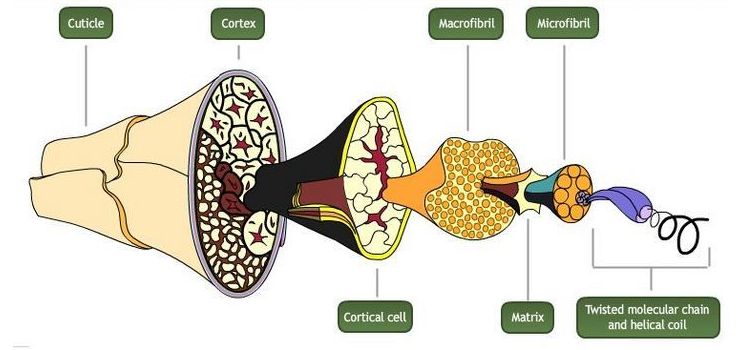 Cuticle
Cortex
Macrofibril
Microfibril
Cortical cell
Matrix
Twisted molecular chain
and helical coil